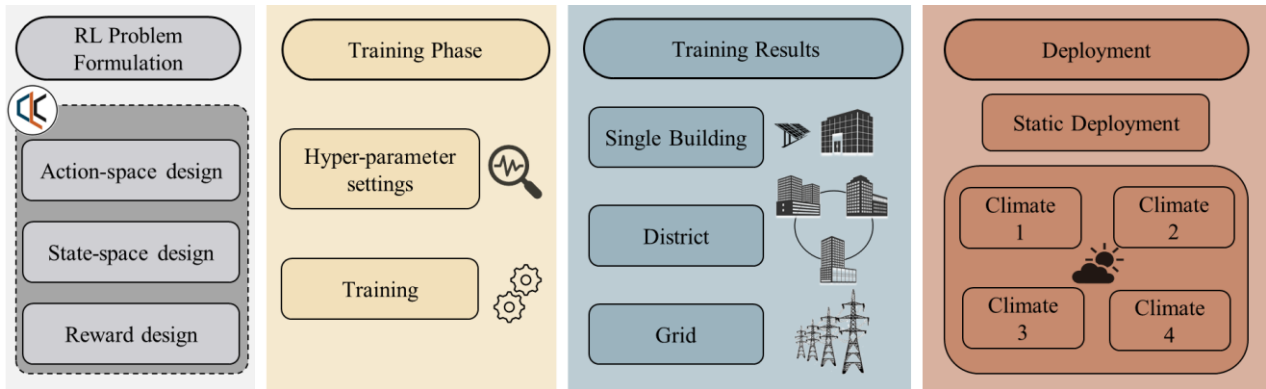 RL Problem
Formulation
Action-space design
State-space design
Reward design
Training Phase
Hyper-parameter
settings
Training
Training Results
Single Building
District
Grid
Deployment
Static Deployment
Climate
1
Climate
2
Climate
3
Climate
4